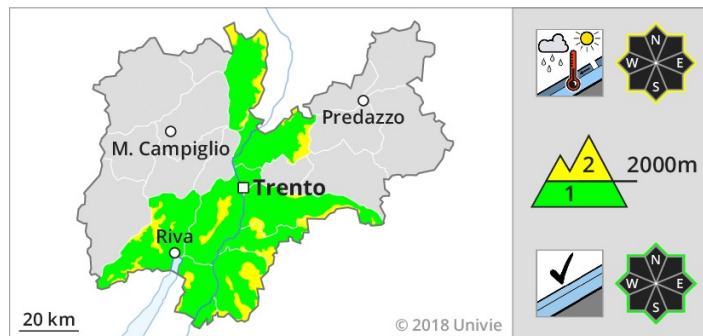 M. Campiglio
Predazzo
Trento
Riva
20 km
© 2018 Univie
N
W E
S
2 2000m
1
N
W E
S